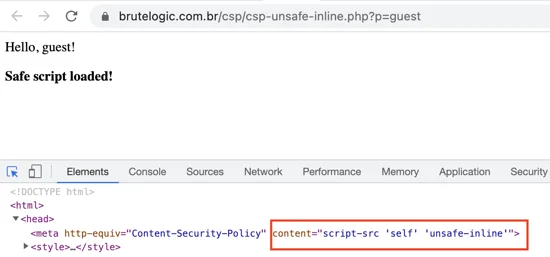 brutelogic.com.br/csp/csp-unsafe-inline.php?p=guest
Hello, guest!
Safe script loaded!
Elements Console Sources Network Performance Memory Application Security
<!DOCTYPE html>
<html>
▼<head>
<meta http-equiv="Content-Security-Policy" content="script-src 'self' 'unsafe-inline'">
▶<style>…</style>